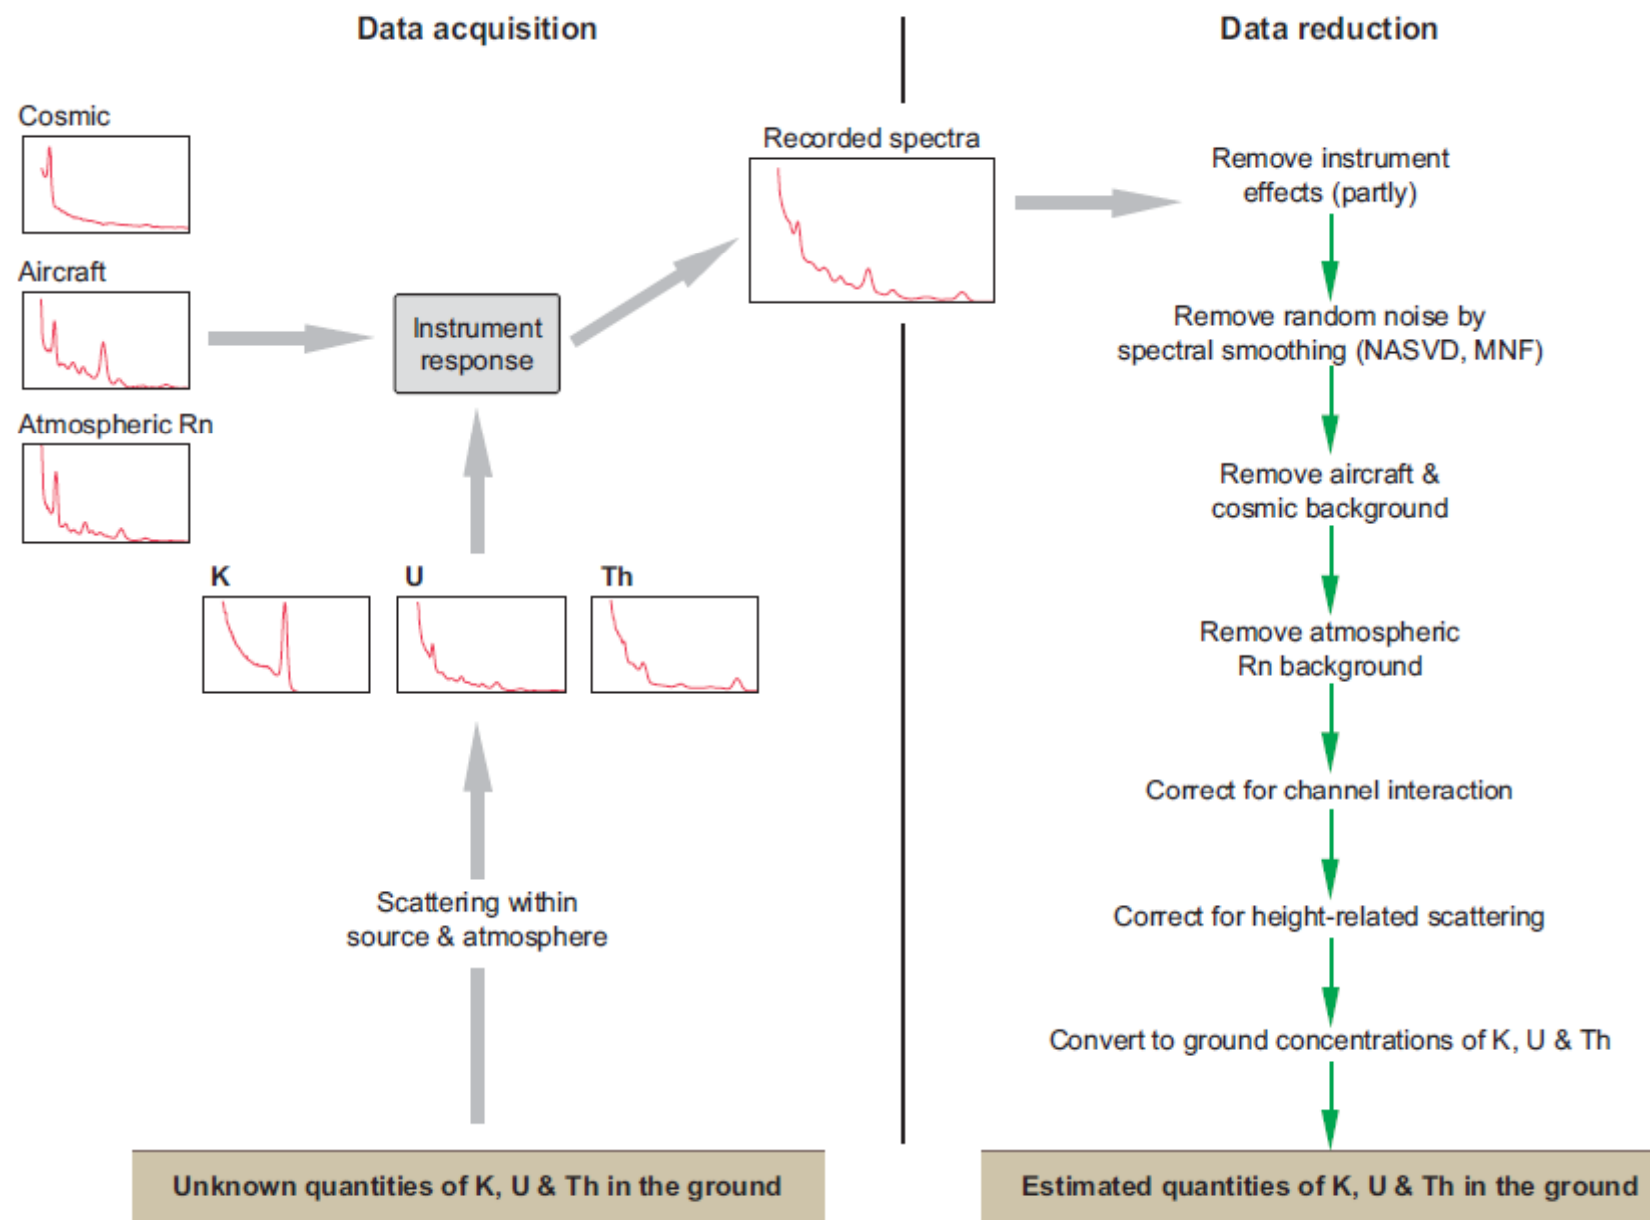 Data acquisition
Cosmic
Aircraft
Atmospheric Rn
Instrument
response
K
U
Th
Scattering within
source & atmosphere
Unknown quantities of K, U & Th in the ground
Recorded spectra
Data reduction
Remove instrument
effects (partly)
Remove random noise by
spectral smoothing (NASVD, MNF)
Remove aircraft &
cosmic background
Remove atmospheric
Rn background
Correct for channel interaction
Correct for height-related scattering
Convert to ground concentrations of K, U & Th
Estimated quantities of K, U & Th in the ground